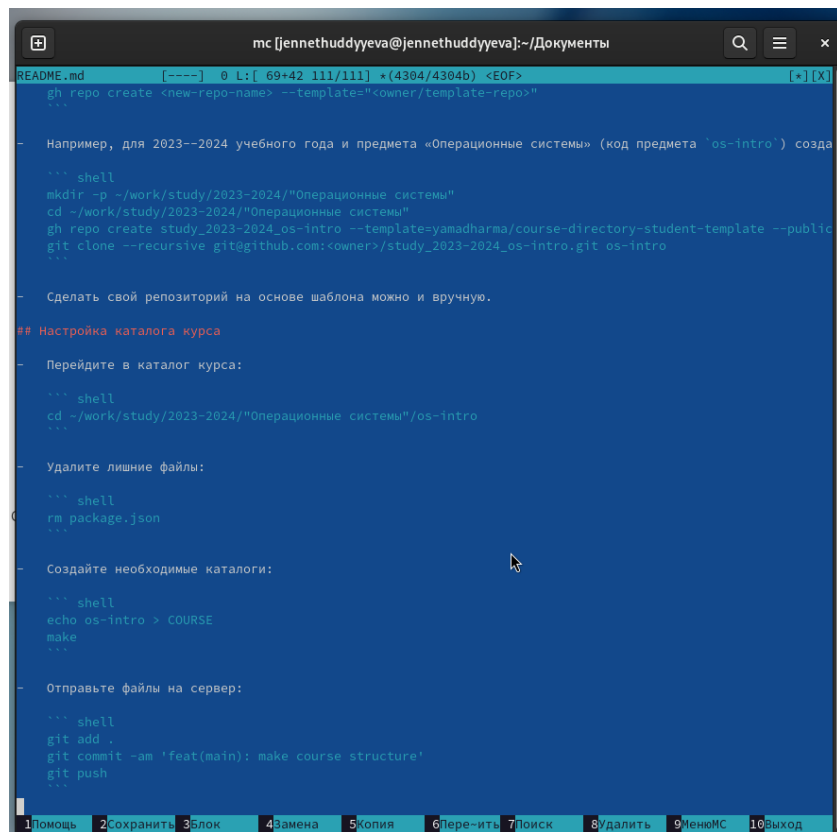 mc [jennethuddyyeva@jennethuddyyeva]:~/Документы
README.md [----] 0 L:[ 69+42 111/111] *(4304/4304b) <EOF> [*][X]
gh repo create <new-repo-name> --template="<owner/template-repo>"
```
- Например, для 2023--2024 учебного года и предмета «Операционные системы» (код предмета `os-intro`) созда
``` shell
mkdir -p ~/work/study/2023-2024/"Операционные системы"
cd ~/work/study/2023-2024/"Операционные системы"
gh repo create study_2023-2024_os-intro --template=yamadharma/course-directory-student-template --public
git clone --recursive git@github.com:<owner>/study_2023-2024_os-intro.git os-intro
```
- Сделать свой репозиторий на основе шаблона можно и вручную.
## Настройка каталога курса
- Перейдите в каталог курса:
``` shell
cd ~/work/study/2023-2024/"Операционные системы"/os-intro
```
- Удалите лишние файлы:
``` shell
rm package.json
```
- Создайте необходимые каталоги:
``` shell
echo os-intro > COURSE
make
```
- Отправьте файлы на сервер:
``` shell
git add .
git commit -am 'feat(main): make course structure'
git push
```
1Помощь 2Сохранить 3Блок 4Замена 5Копия 6Пере~ить 7Поиск 8Удалить 9МенюMC 10Выход